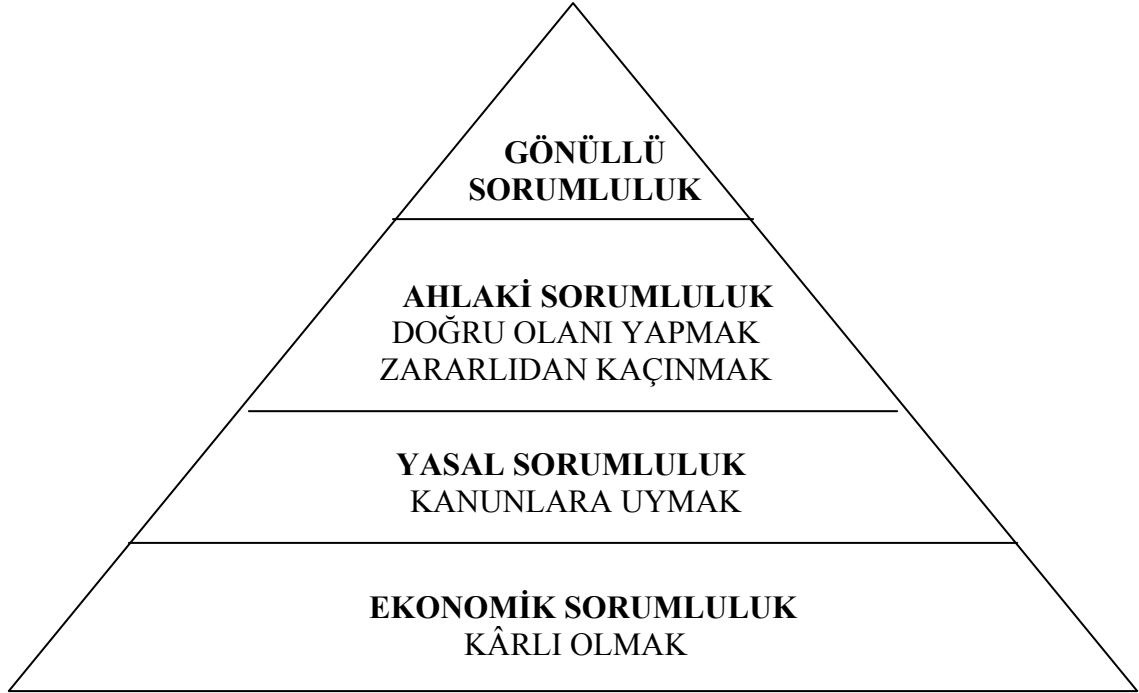 GÖNÜLLÜ
SORUMLULUK
AHLAKİ SORUMLULUK
DOĞRU OLANI YAPMAK
ZARARLIDAN KAÇINMAK
YASAL SORUMLULUK
KANUNLARA UYMAK
EKONOMİK SORUMLULUK
KÂRLI OLMAK